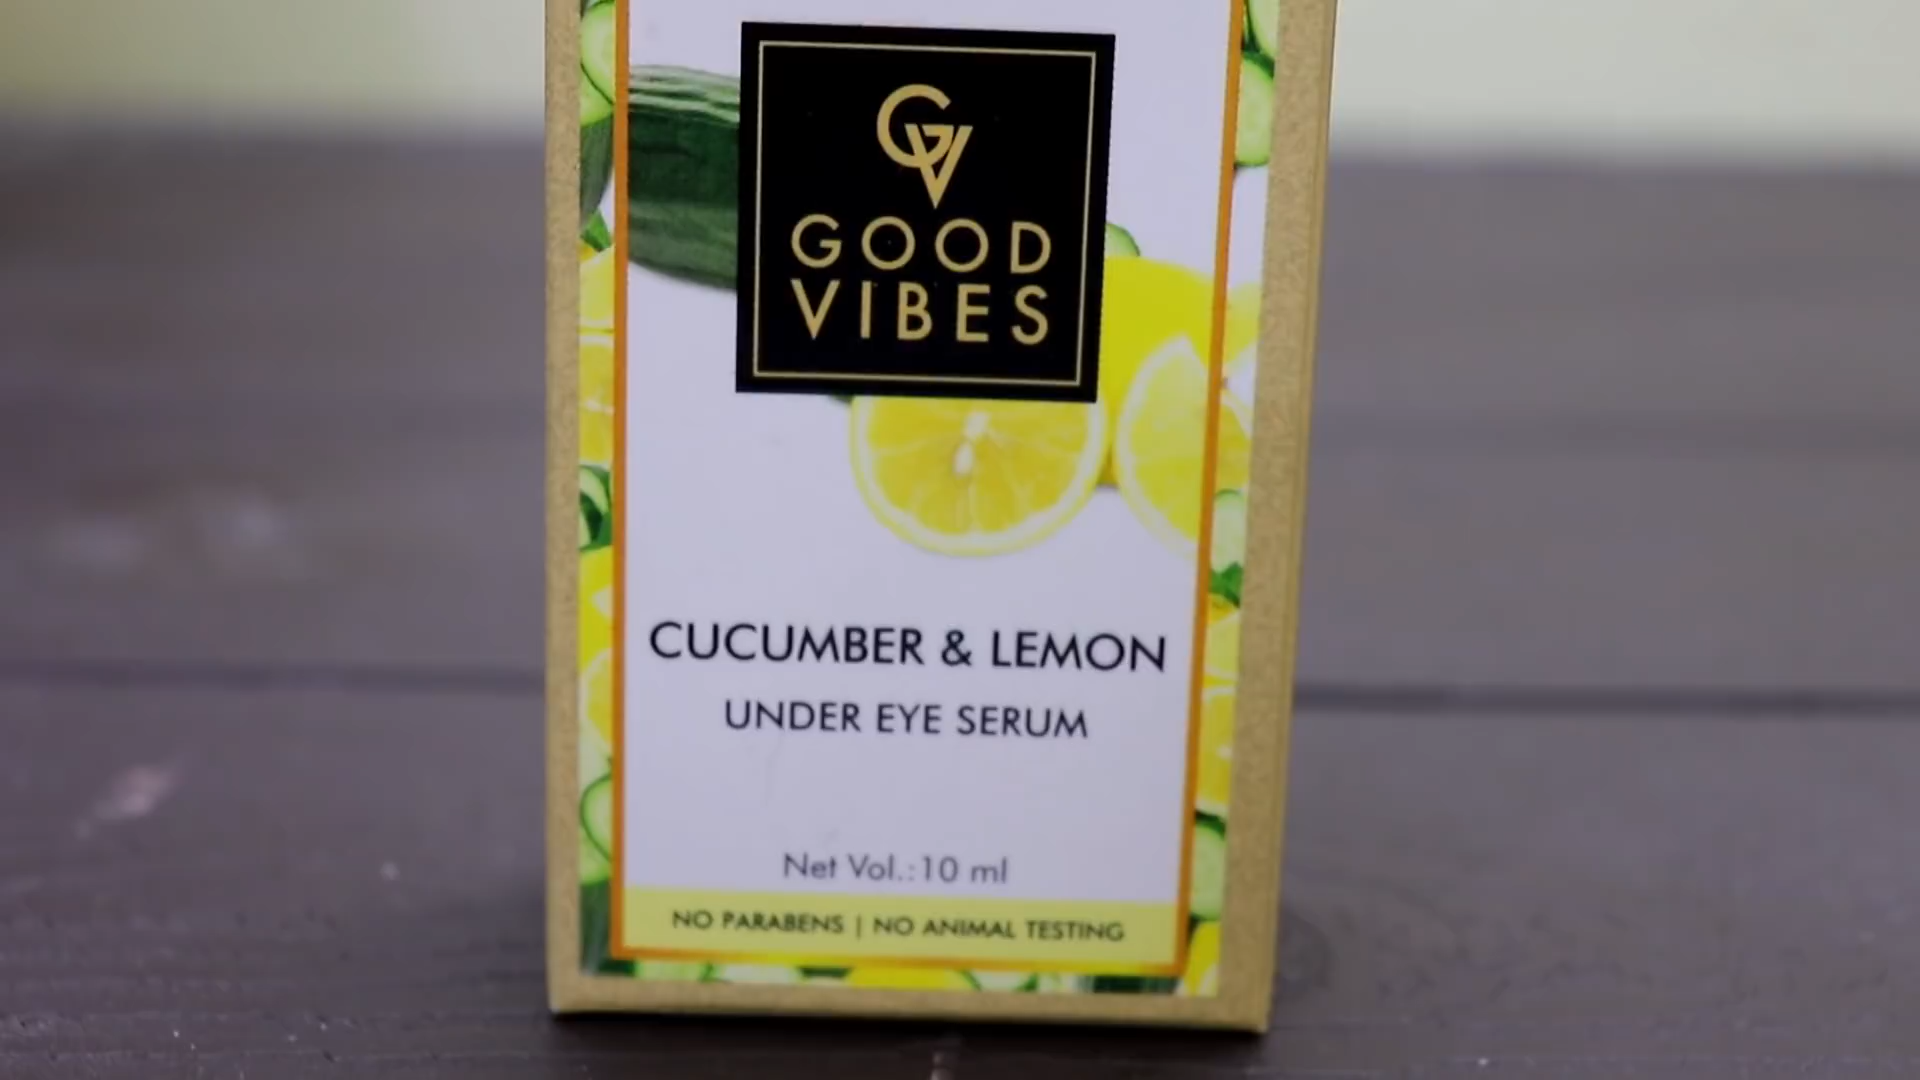 GV
GOOD
VIBES
CUCUMBER & LEMON
UNDER EYE SERUM
Net Vol.:10 ml
NO PARABENS | NO ANIMAL TESTING